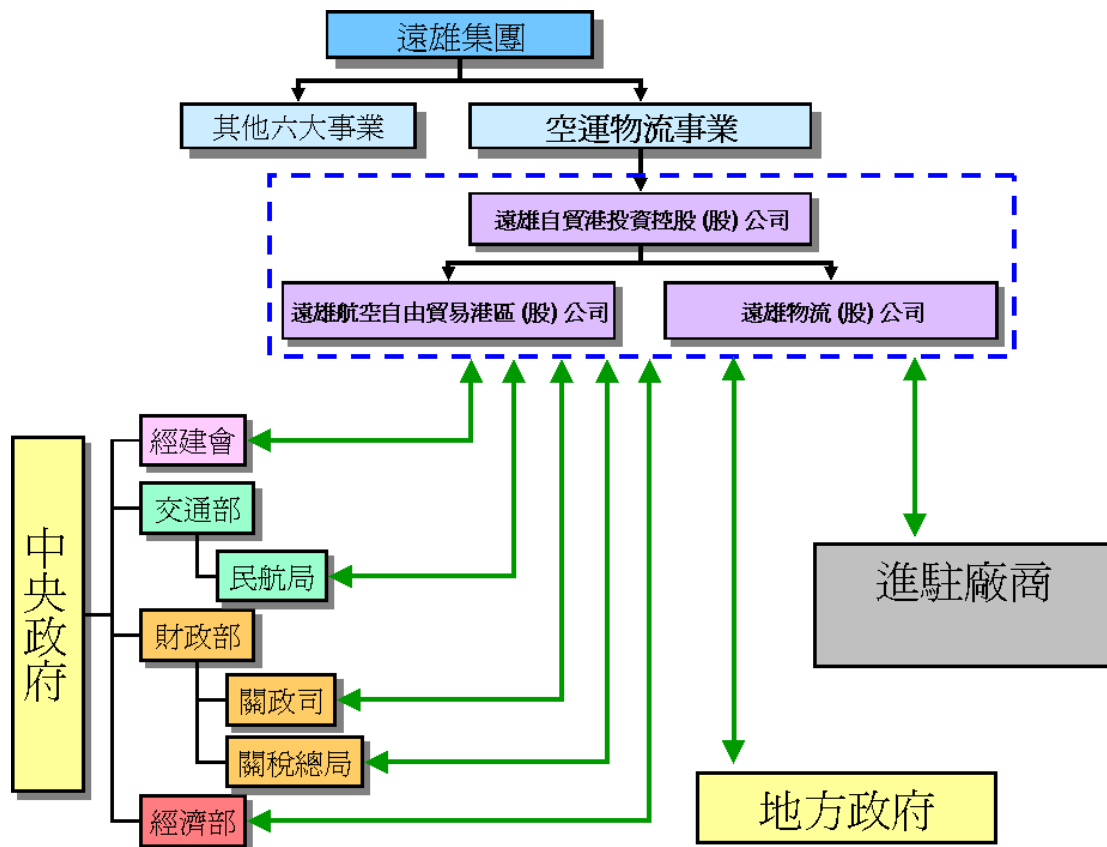 遠雄集團
其他六大事業
空運物流事業
遠雄自貿港投資控股 (股) 公司
遠雄航空自由貿易港區 (股) 公司
遠雄物流 (股) 公司
中央政府
經建會
交通部
民航局
財政部
關政司
關稅總局
經濟部
進駐廠商
地方政府